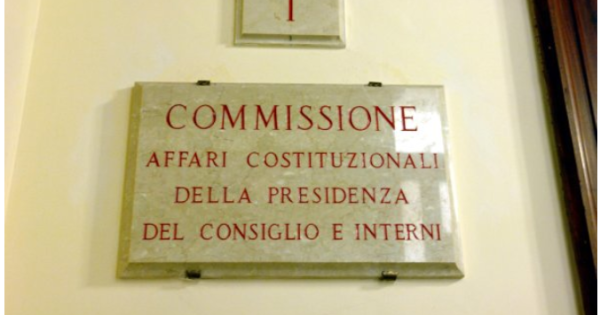 I
COMMISSIONE
AFFARI COSTITUZIONALI
DELLA PRESIDENZA
DEL CONSIGLIO E INTERNI